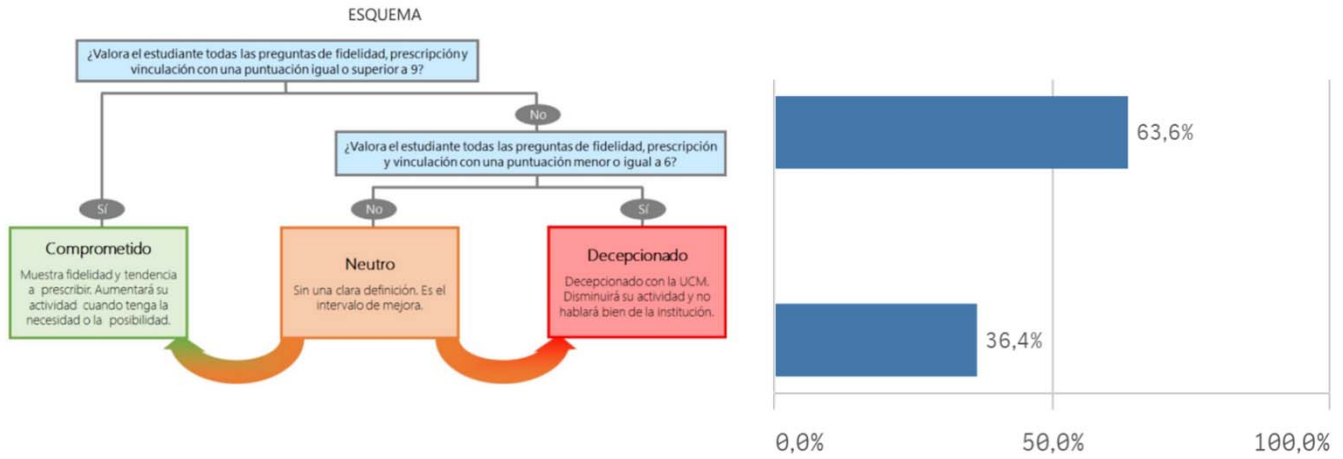 ESQUEMA
¿Valora el estudiante todas las preguntas de fidelidad, prescripción y
vinculación con una puntuación igual o superior a 9?
No
¿Valora el estudiante todas las preguntas de fidelidad, prescripción
y vinculación con una puntuación menor o igual a 6?
Sí
No
Sí
Comprometido
Muestra fidelidad y tendencia
a prescribir. Aumentará su
actividad cuando tenga la
necesidad o la posibilidad.
Neutro
Sin una clara definición. Es el
intervalo de mejora.
Decepcionado
Decepcionado con la UCM.
Disminuirá su actividad y no
hablará bien de la institución.
63,6%
36,4%
0,0%
50,0%
100,0%